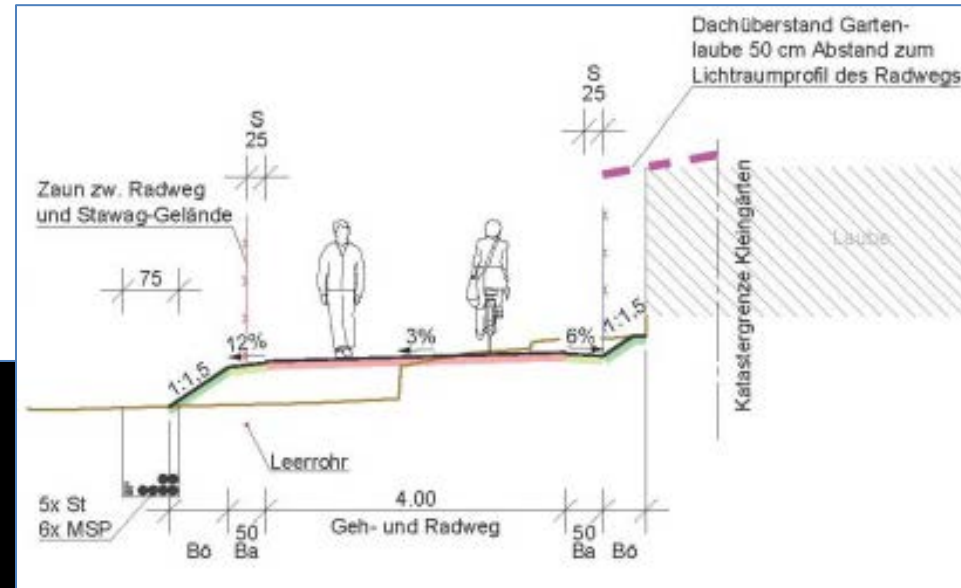 Dachüberstand Garten-
laube 50 cm Abstand zum
Lichtraumprofil des Radwegs
S
25
S
25
Zaun zw. Radweg
und Stawag-Gelände
75
Laube
Katastergrenze Kleingärten
12%
3%
6%
1:1,5
1:1,5
Leerrohr
5x St
6x MSP
4.00
Geh- und Radweg
Bö
50
Ba
50
Ba
Bö